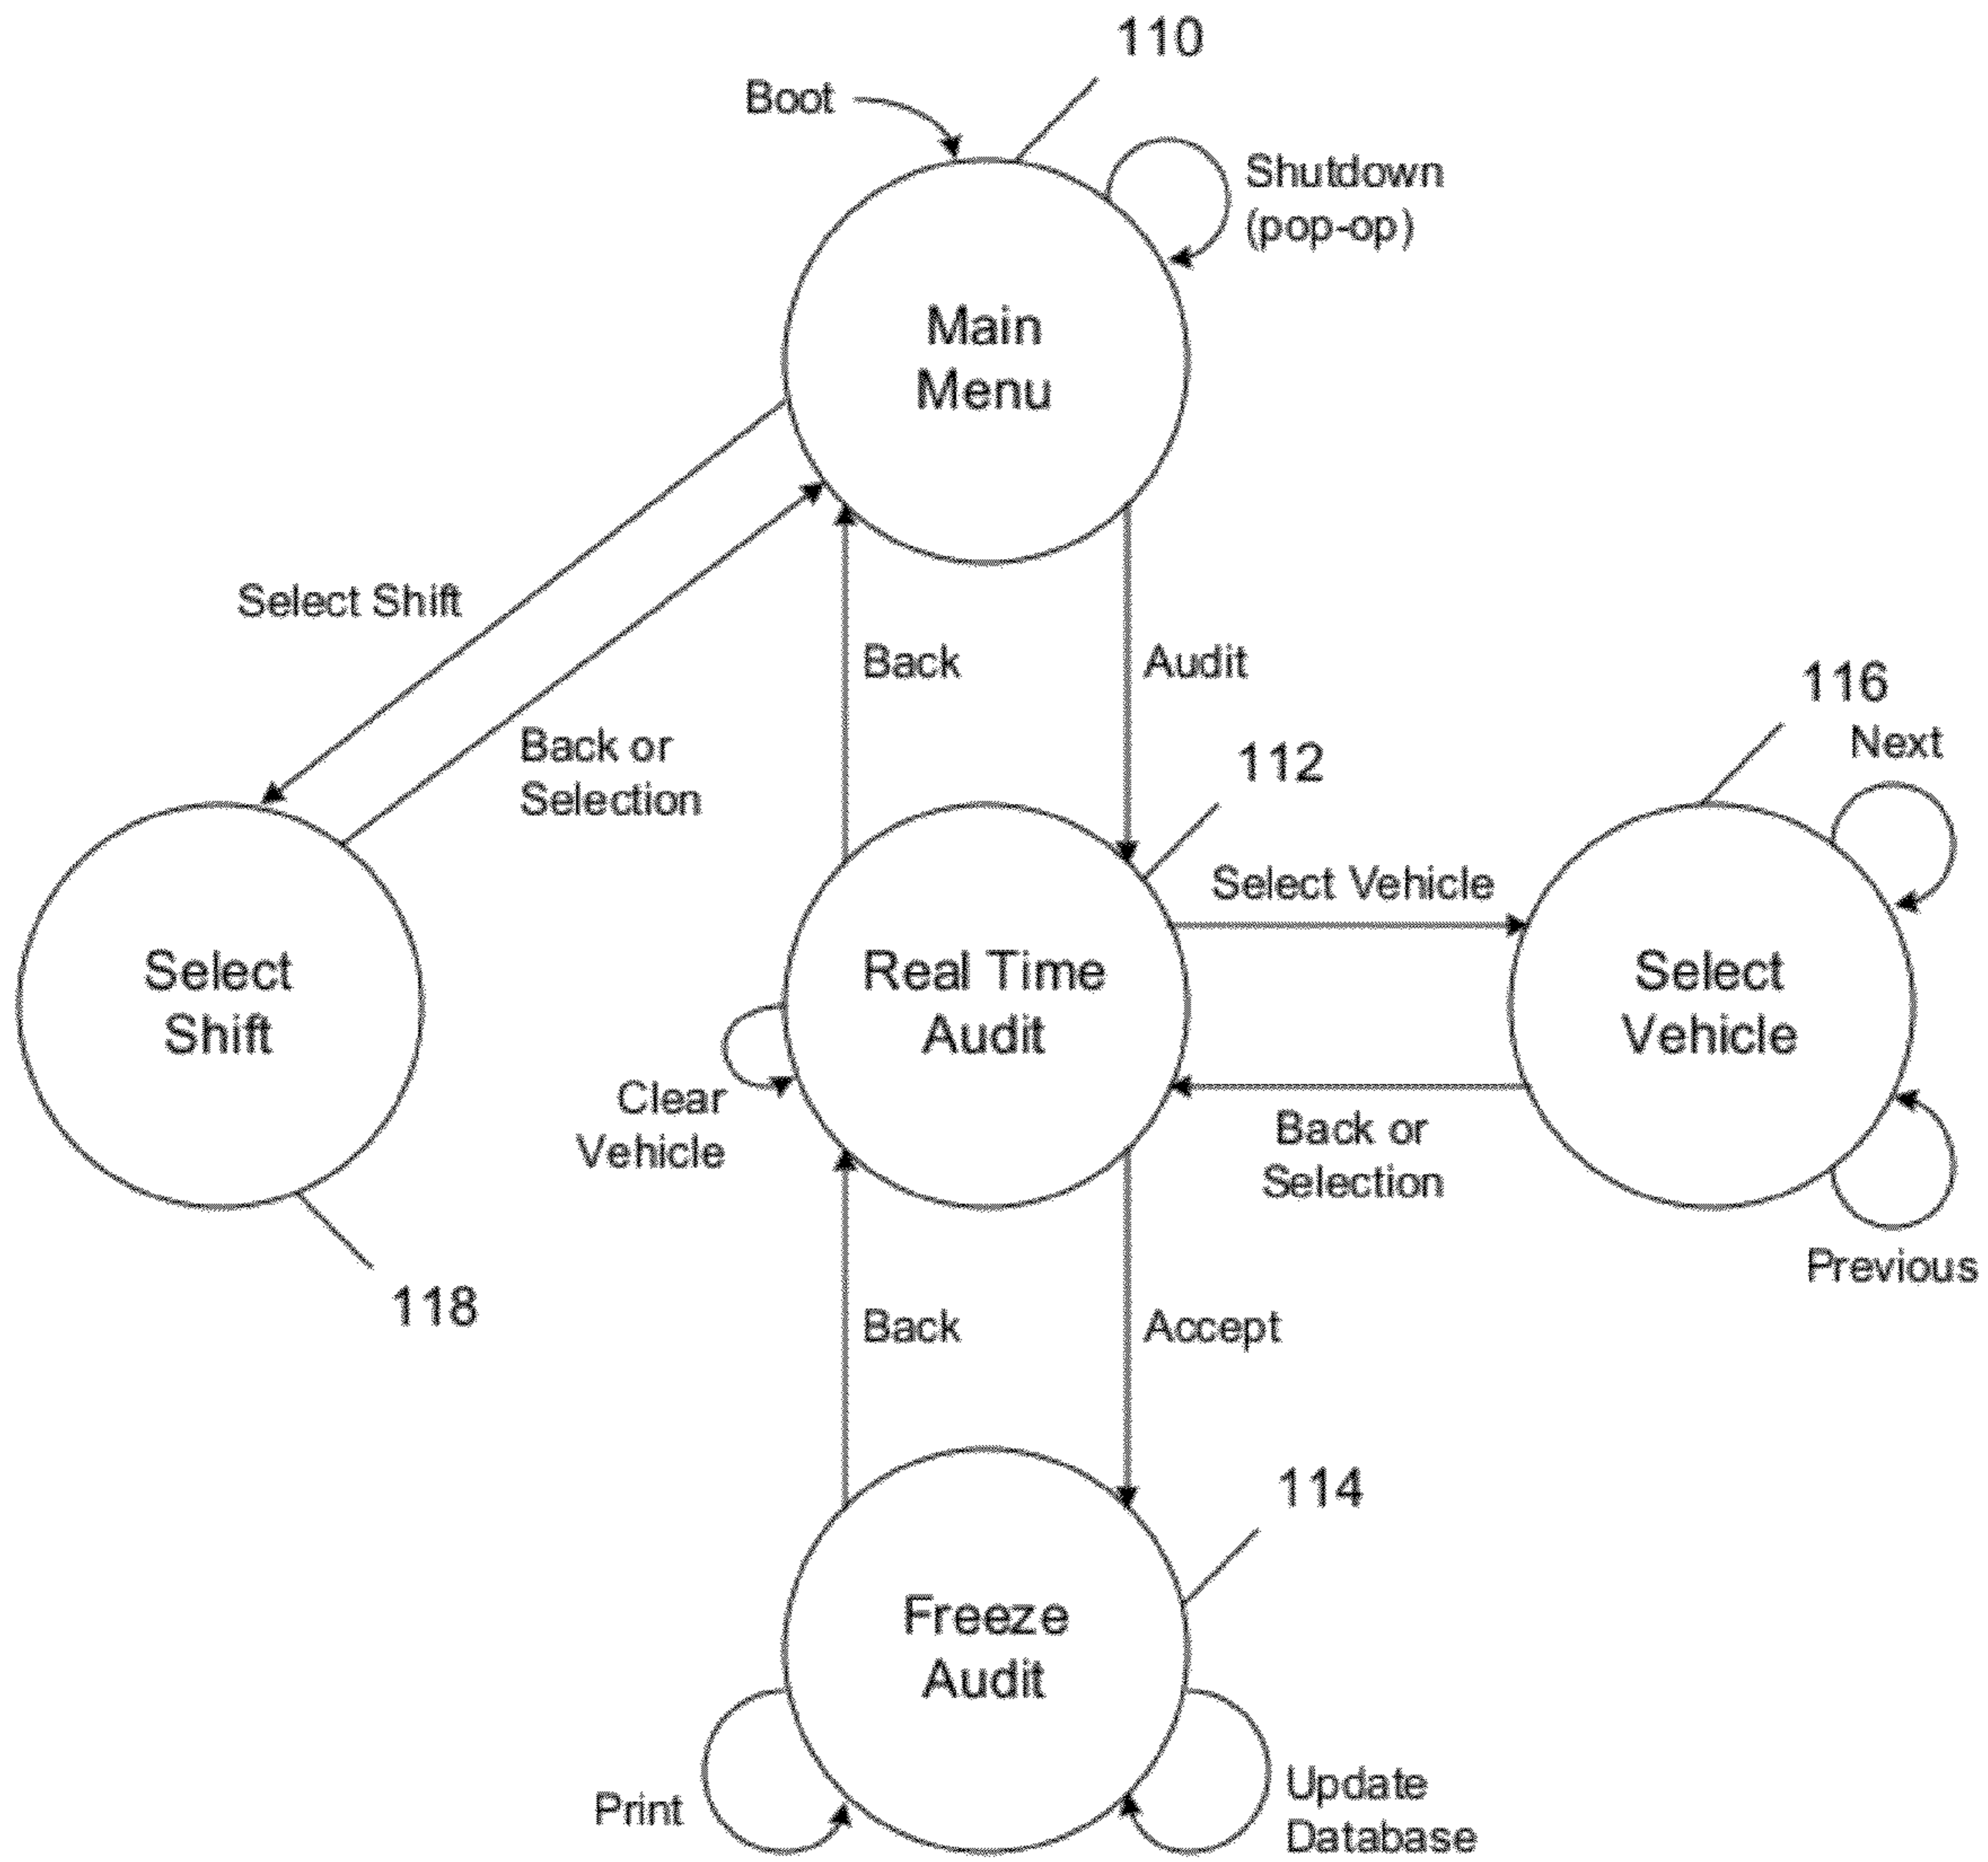 110
Boot
Shutdown
(pop-op)
Main
Menu
Select Shift
Back
Audit
116
Next
Back or
Selection
112
Select Vehicle
Select
Shift
Real Time
Audit
Select
Vehicle
Clear
Vehicle
Back or
Selection
Previous
118
Back
Accept
114
Freeze
Audit
Print
Update
Database